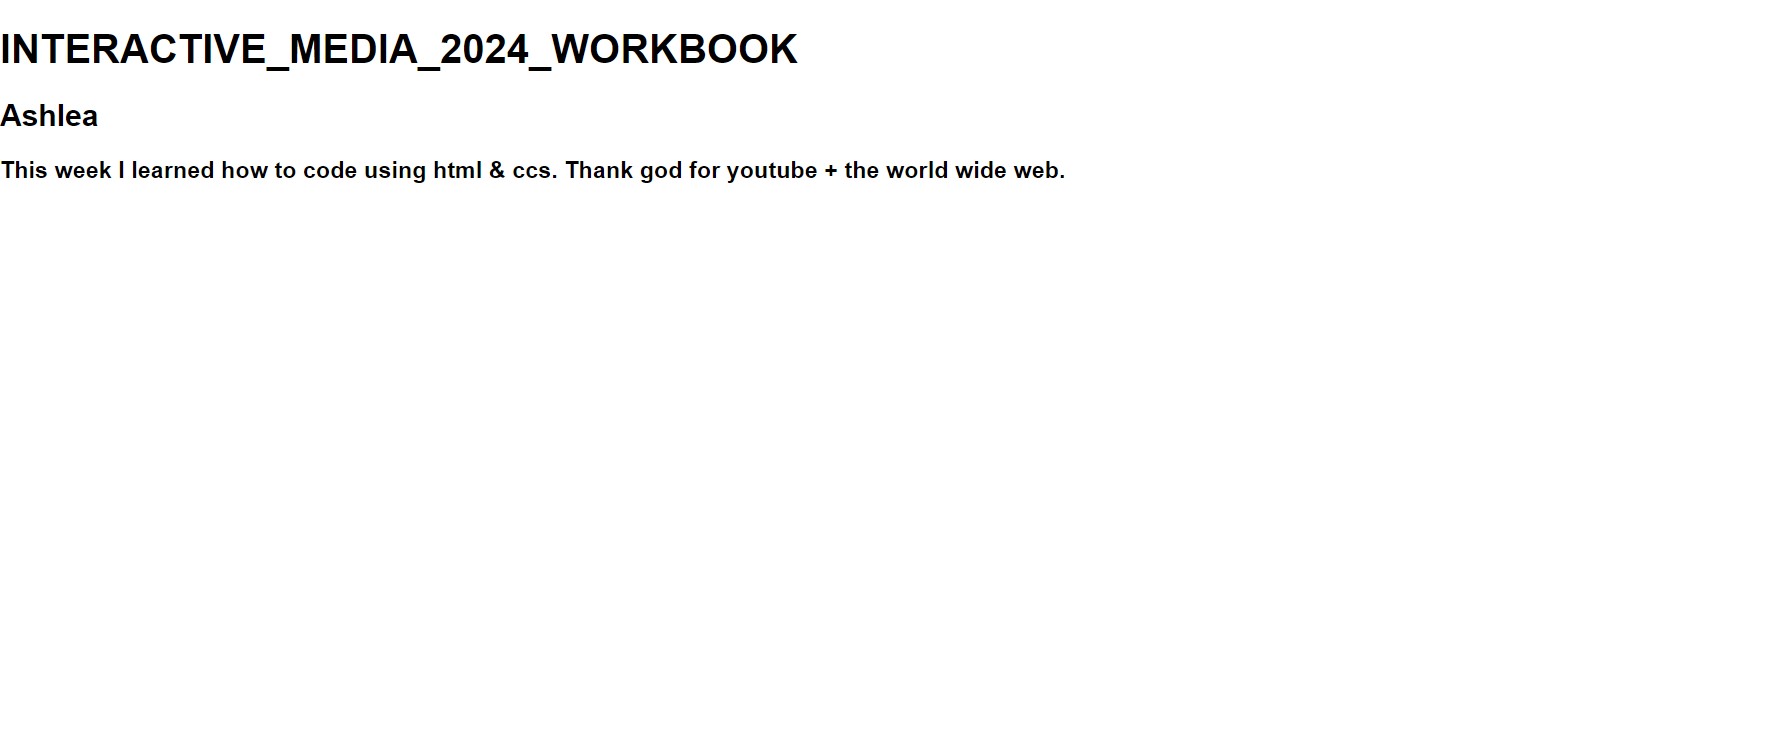 INTERACTIVE_MEDIA_2024_WORKBOOK
Ashlea
This week I learned how to code using html & ccs. Thank god for youtube + the world wide web.